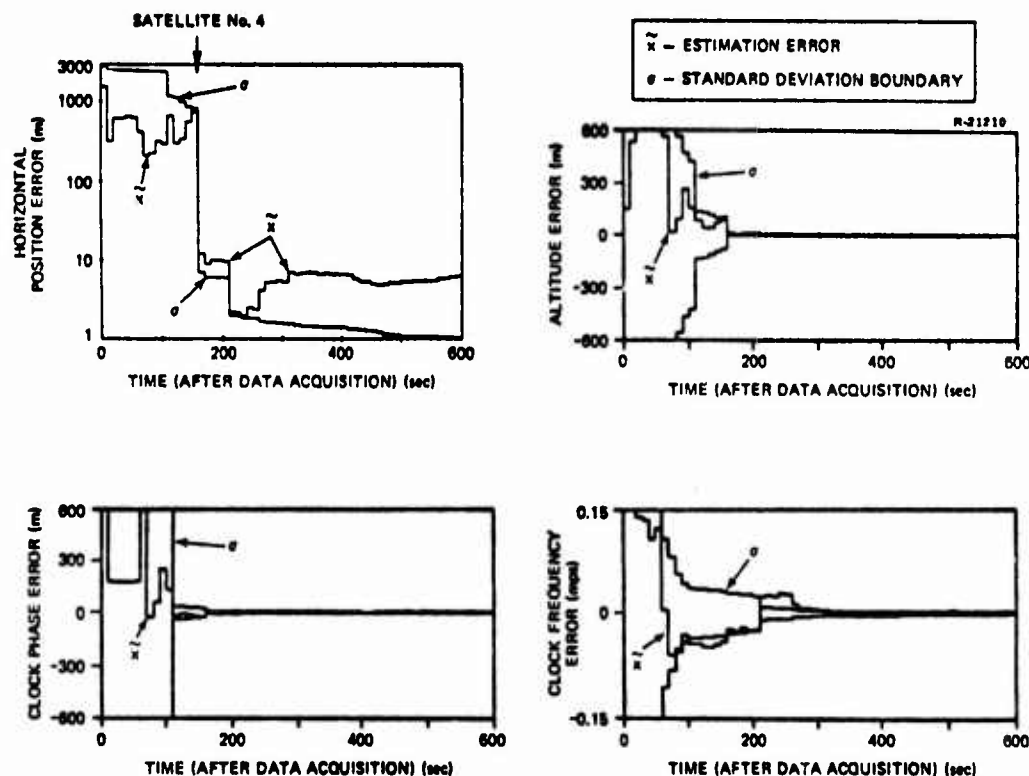 SATELLITE No. 4
x̃ – ESTIMATION ERROR
σ – STANDARD DEVIATION BOUNDARY
R-21210
HORIZONTAL
POSITION ERROR (m)
3000
1000
100
10
1
σ
x̃
x̃
σ
0
200
400
600
TIME (AFTER DATA ACQUISITION) (sec)
ALTITUDE ERROR (m)
600
300
0
-300
-600
σ
x̃
0
200
400
600
TIME (AFTER DATA ACQUISITION) (sec)
CLOCK PHASE ERROR (m)
600
300
0
-300
-600
σ
x̃
0
200
400
600
TIME (AFTER DATA ACQUISITION) (sec)
CLOCK FREQUENCY
ERROR (mps)
0.15
0
-0.15
σ
x̃
0
200
400
600
TIME (AFTER DATA ACQUISITION) (sec)